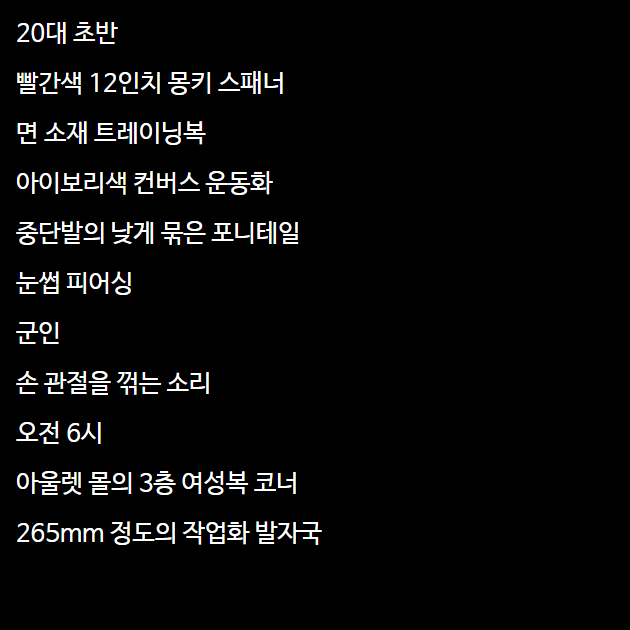 20대 초반
빨간색 12인치 몽키 스패너
면 소재 트레이닝복
아이보리색 컨버스 운동화
중단발의 낮게 묶은 포니테일
눈썹 피어싱
군인
손 관절을 꺾는 소리
오전 6시
아울렛 몰의 3층 여성복 코너
265mm 정도의 작업화 발자국